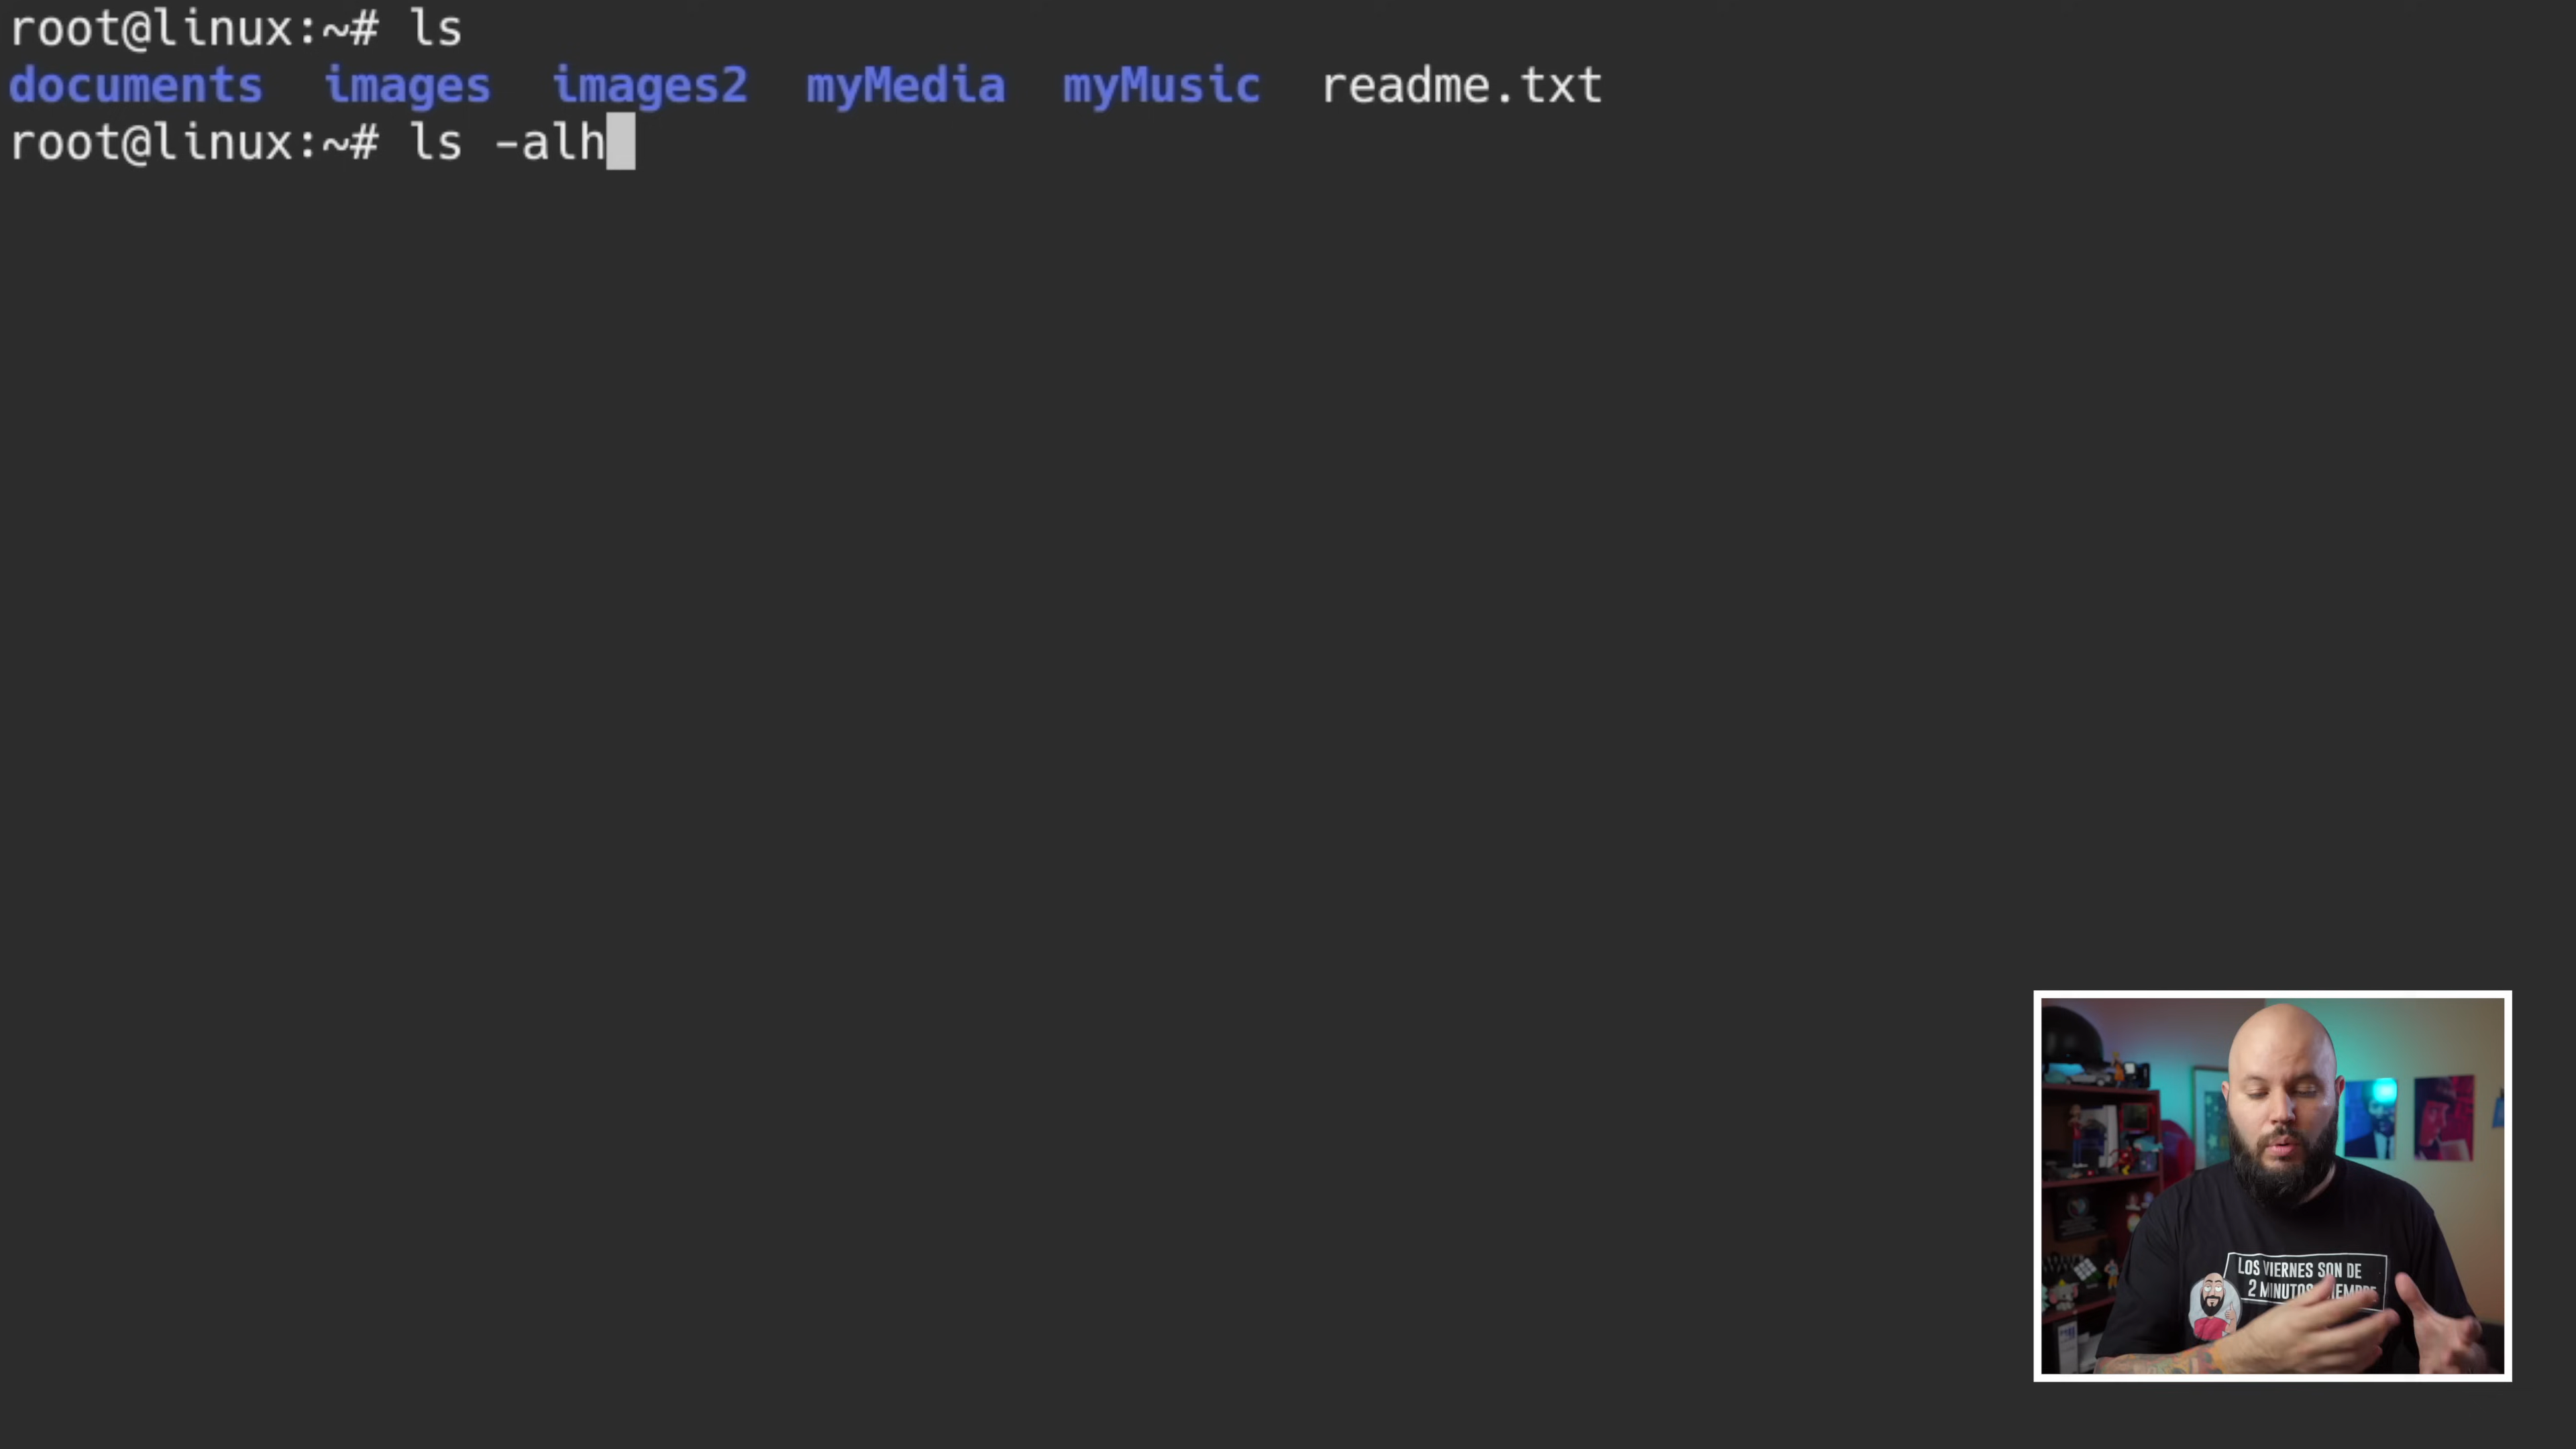 root@linux:~# ls
documents images images2 myMedia myMusic readme.txt
root@linux:~# ls -alh
LOS VIERNES SON DE
2 MINUTOS